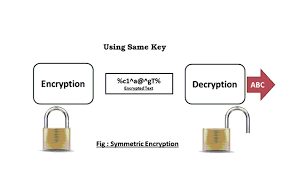 Using Same Key
Encryption
%c1^a@^gT%
Encrypted Text
Decryption
ABC
Fig : Symmetric Encryption